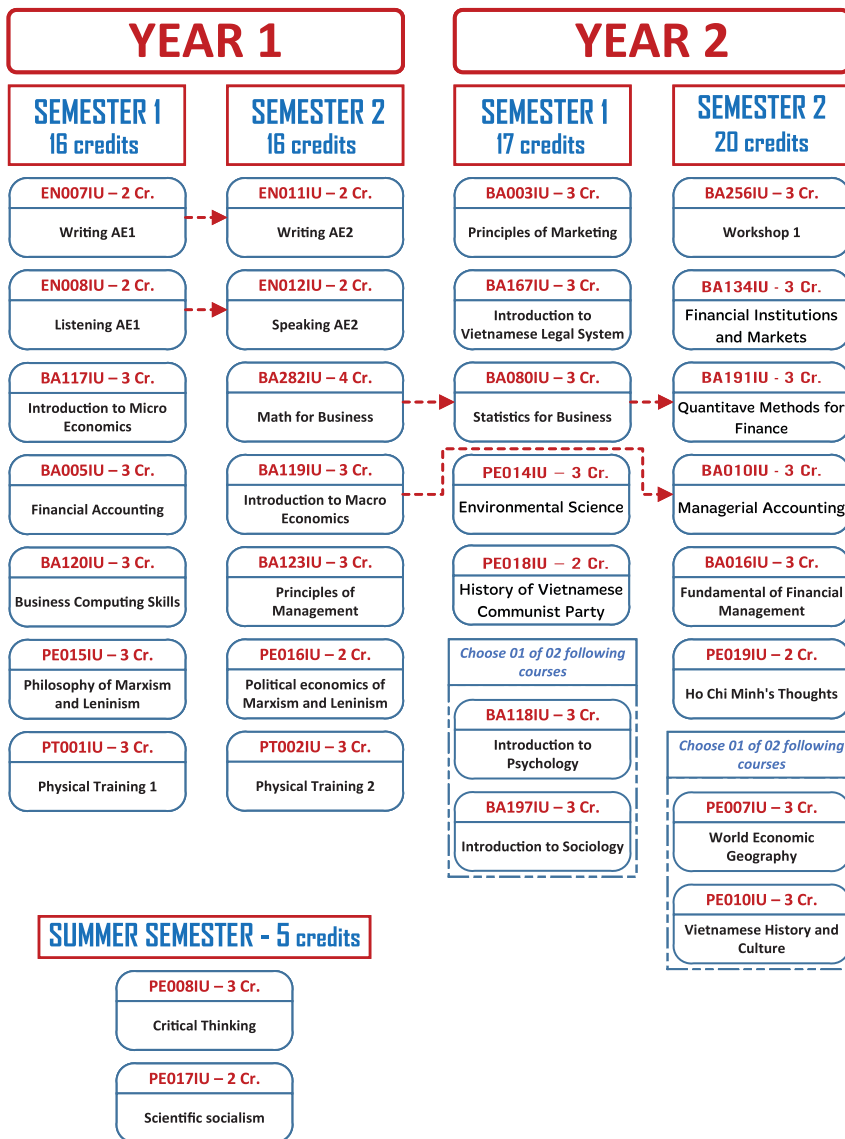 YEAR 1
SEMESTER 1
16 credits
EN007IU – 2 Cr.
Writing AE1
EN008IU – 2 Cr.
Listening AE1
BA117IU – 3 Cr.
Introduction to Micro
Economics
BA005IU – 3 Cr.
Financial Accounting
BA120IU – 3 Cr.
Business Computing Skills
PE015IU – 3 Cr.
Philosophy of Marxism
and Leninism
PT001IU – 3 Cr.
Physical Training 1
SEMESTER 2
16 credits
EN011IU – 2 Cr.
Writing AE2
EN012IU – 2 Cr.
Speaking AE2
BA282IU – 4 Cr.
Math for Business
BA119IU – 3 Cr.
Introduction to Macro
Economics
BA123IU – 3 Cr.
Principles of
Management
PE016IU – 2 Cr.
Political economics of
Marxism and Leninism
PT002IU – 3 Cr.
Physical Training 2
SUMMER SEMESTER - 5 credits
PE008IU – 3 Cr.
Critical Thinking
PE017IU – 2 Cr.
Scientific socialism
YEAR 2
SEMESTER 1
17 credits
BA003IU – 3 Cr.
Principles of Marketing
BA167IU – 3 Cr.
Introduction to
Vietnamese Legal System
BA080IU – 3 Cr.
Statistics for Business
PE014IU – 3 Cr.
Environmental Science
PE018IU – 2 Cr.
History of Vietnamese
Communist Party
Choose 01 of 02 following
courses
BA118IU – 3 Cr.
Introduction to
Psychology
BA197IU – 3 Cr.
Introduction to Sociology
SEMESTER 2
20 credits
BA256IU – 3 Cr.
Workshop 1
BA134IU - 3 Cr.
Financial Institutions
and Markets
BA191IU - 3 Cr.
Quantitave Methods for
Finance
BA010IU - 3 Cr.
Managerial Accounting
BA016IU – 3 Cr.
Fundamental of Financial
Management
PE019IU – 2 Cr.
Ho Chi Minh's Thoughts
Choose 01 of 02 following
courses
PE007IU – 3 Cr.
World Economic
Geography
PE010IU – 3 Cr.
Vietnamese History and
Culture